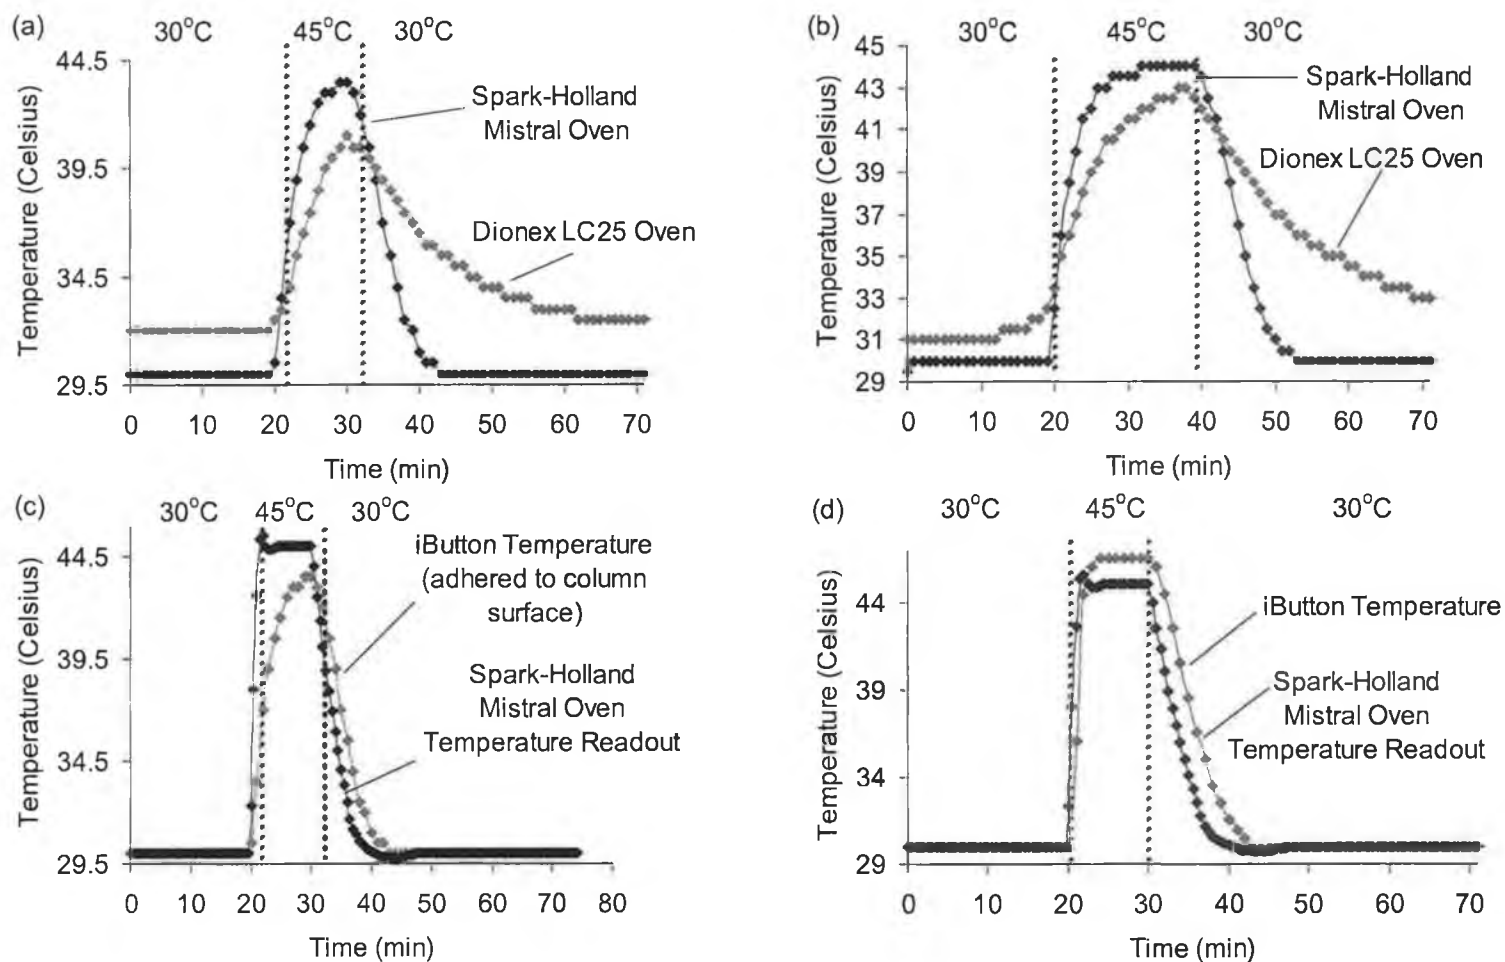 (a)
30°C 45°C 30°C
44.5
39.5
34.5
29.5
Temperature (Celsius)
Spark-Holland
Mistral Oven
Dionex LC25 Oven
0 10 20 30 40 50 60 70
Time (min)
(b)
30°C 45°C 30°C
45
43
41
39
37
35
33
31
29
Temperature (Celsius)
Spark-Holland
Mistral Oven
Dionex LC25 Oven
0 10 20 30 40 50 60 70
Time (min)
(c)
30°C 45°C 30°C
44.5
39.5
34.5
29.5
Temperature (Celsius)
iButton Temperature
(adhered to column
surface)
Spark-Holland
Mistral Oven
Temperature Readout
0 10 20 30 40 50 60 70 80
Time (min)
(d)
30°C 45°C 30°C
44
39
34
29
Temperature (Celsius)
iButton Temperature
Spark-Holland
Mistral Oven
Temperature Readout
0 10 20 30 40 50 60 70
Time (min)